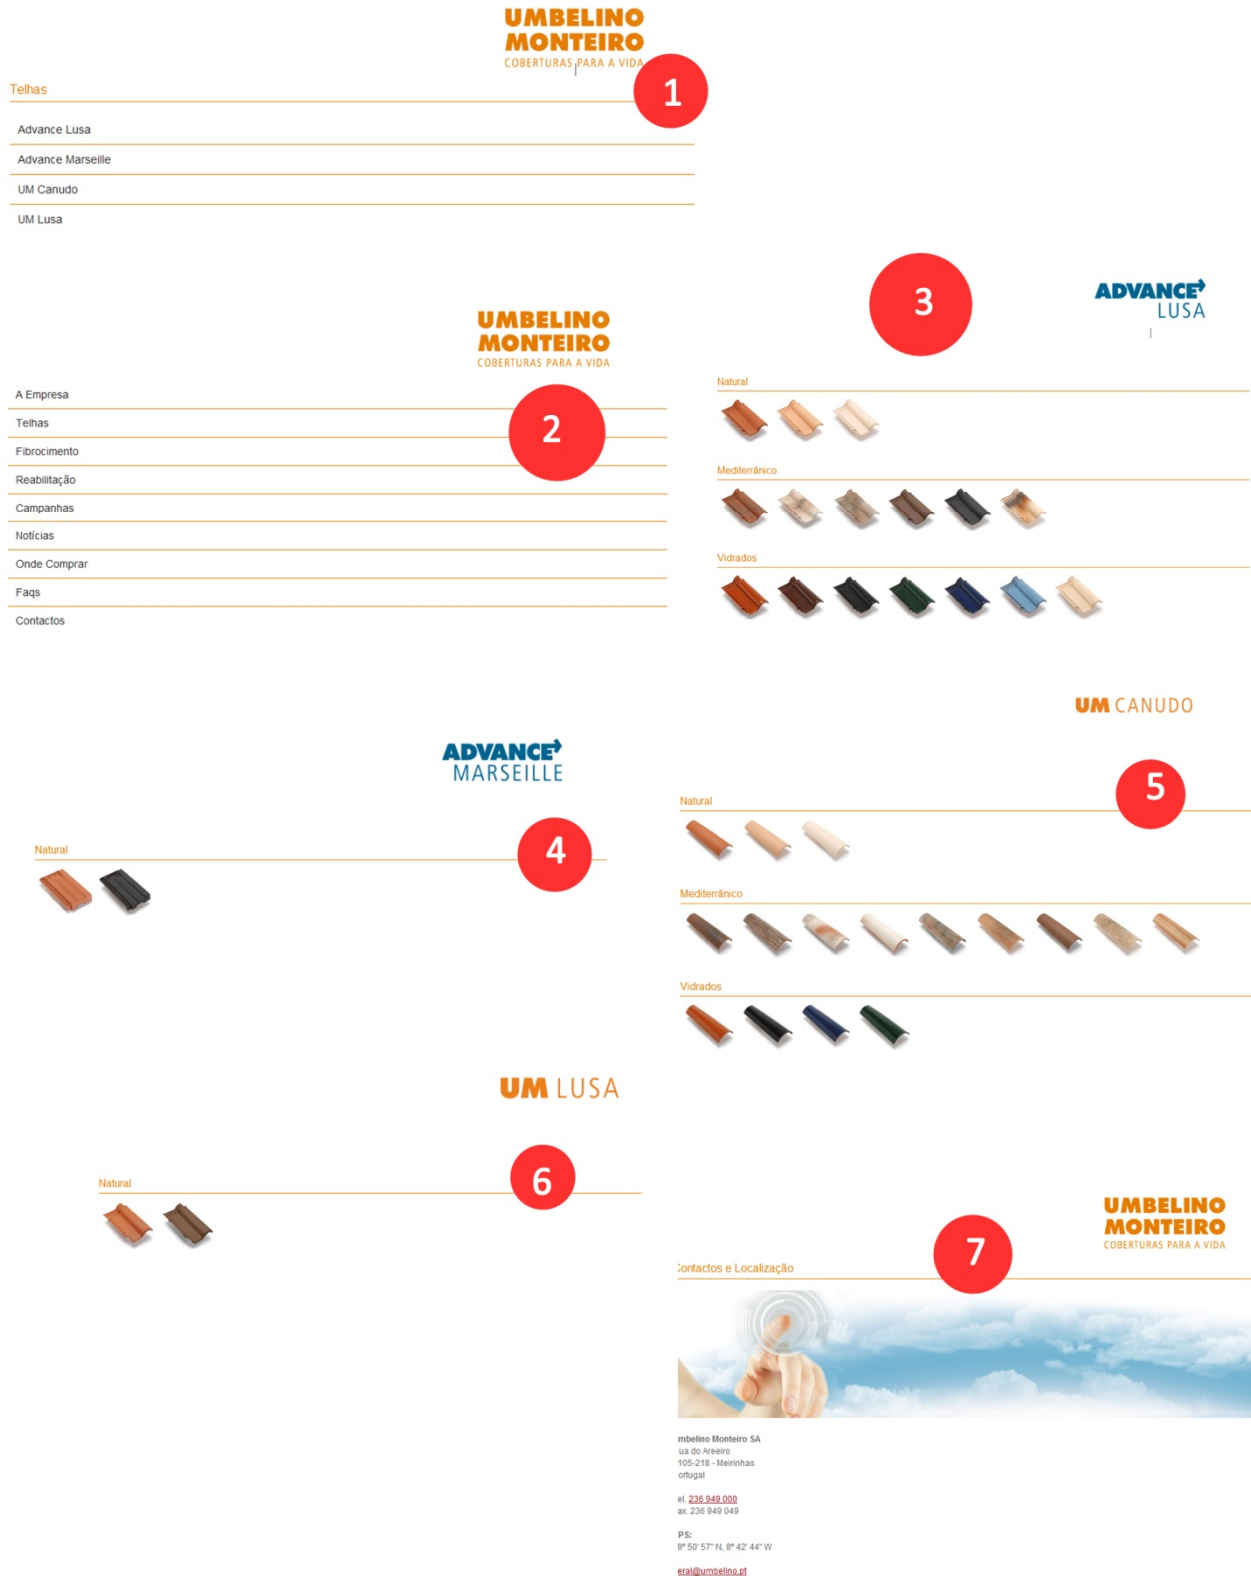 UMBELINO
MONTEIRO
COBERTURAS PARA A VIDA
1
Telhas
Advance Lusa
Advance Marseille
UM Canudo
UM Lusa
UMBELINO
MONTEIRO
COBERTURAS PARA A VIDA
2
A Empresa
Telhas
Fibrocimento
Reabilitação
Campanhas
Notícias
Onde Comprar
Faqs
Contactos
3
ADVANCE
LUSA
Natural
Mediterrânico
Vidrados
ADVANCE
MARSEILLE
4
Natural
UM CANUDO
5
Natural
Mediterrânico
Vidrados
UM LUSA
6
Natural
UMBELINO
MONTEIRO
COBERTURAS PARA A VIDA
7
Contactos e Localização
mbelino Monteiro SA
ua do Areeiro
105-218 - Meirinhas
ortugal
el. 236 949 000
ax. 236 949 049
PS:
9º 50' 57" N, 8º 42' 44" W
eral@umbelino.pt